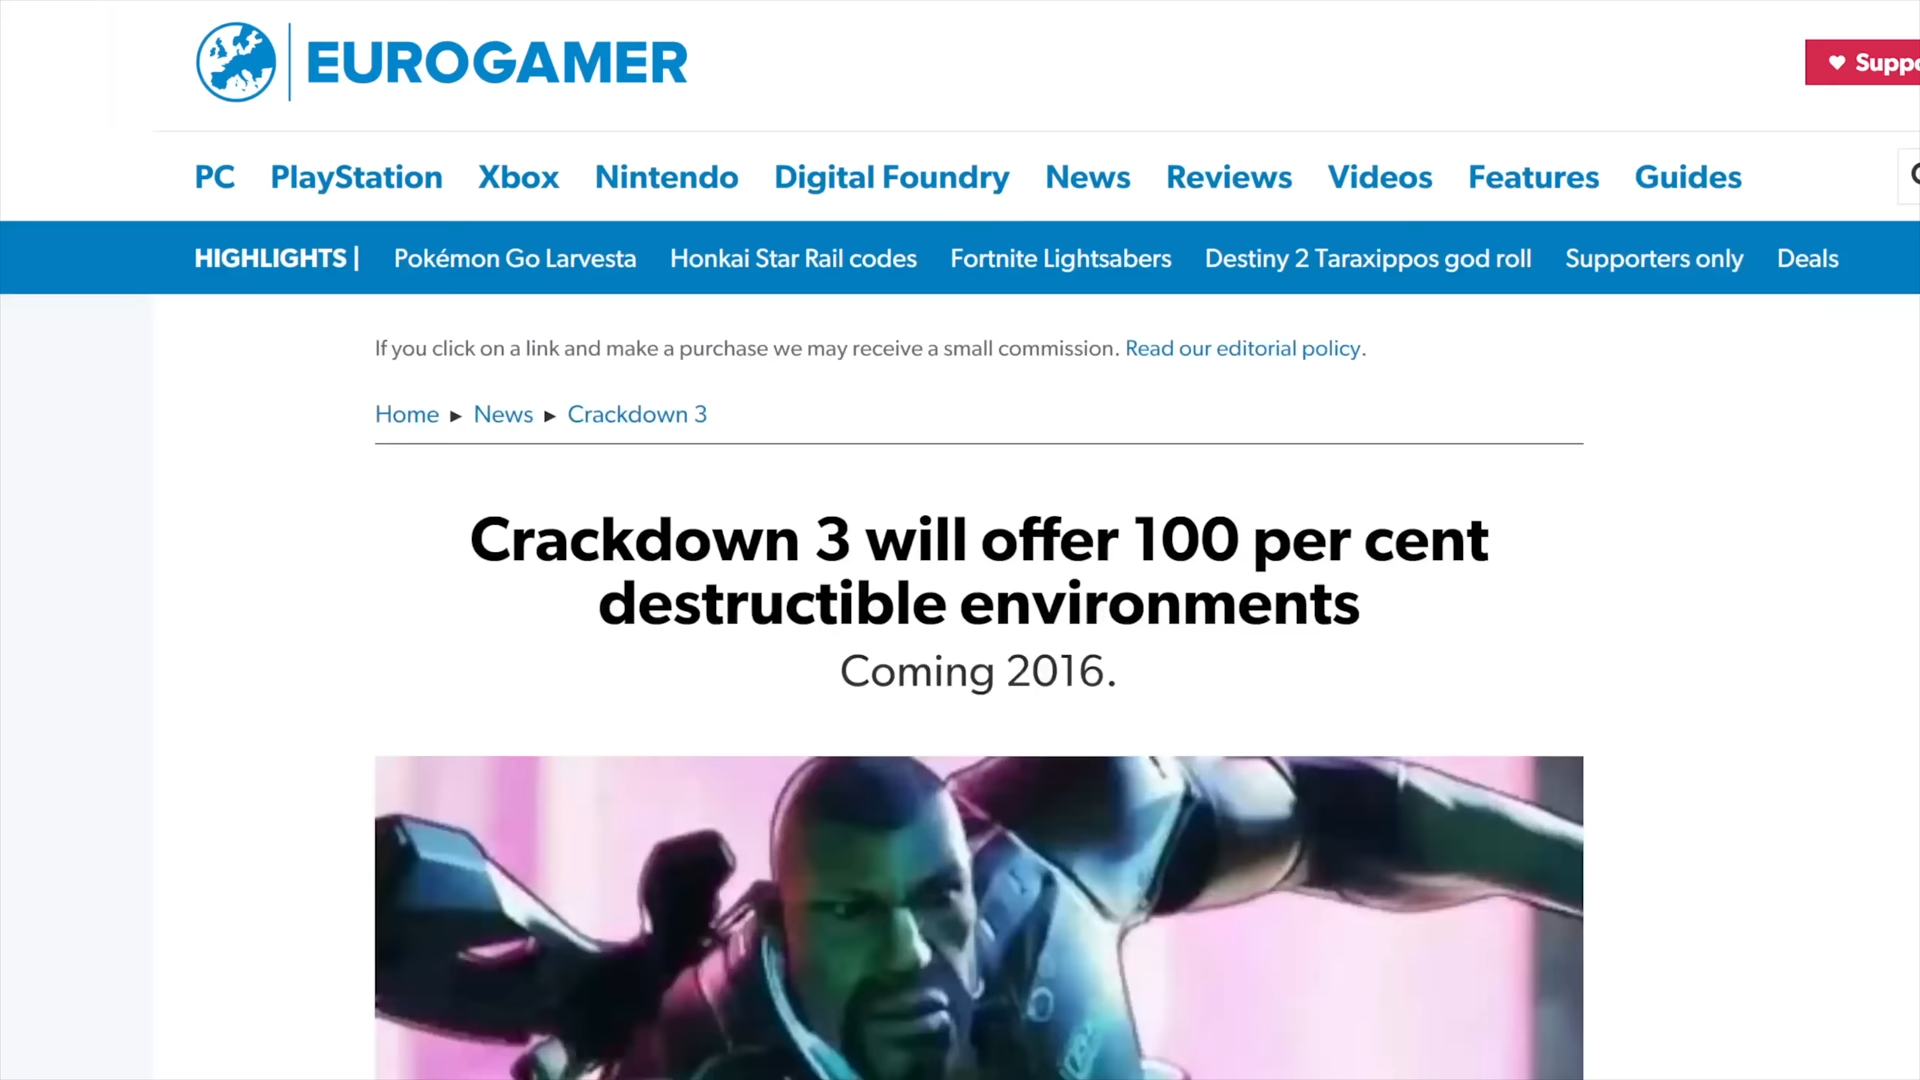 EUROGAMER
Suppo
PC PlayStation Xbox Nintendo Digital Foundry News Reviews Videos Features Guides
HIGHLIGHTS | Pokémon Go Larvesta Honkai Star Rail codes Fortnite Lightsabers Destiny 2 Taraxippos god roll Supporters only Deals
If you click on a link and make a purchase we may receive a small commission. Read our editorial policy.
Home ▸ News ▸ Crackdown 3
Crackdown 3 will offer 100 per cent
destructible environments
Coming 2016.